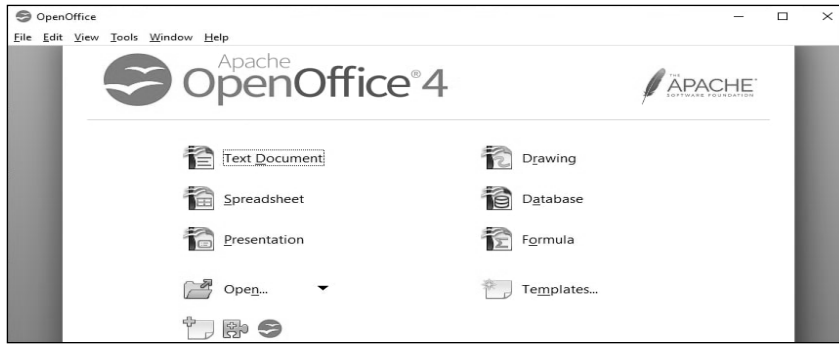 OpenOffice
File Edit View Tools Window Help
Apache
OpenOffice® 4
THE
APACHE™
SOFTWARE FOUNDATION
Text Document
Drawing
Spreadsheet
Database
Presentation
Formula
Open...
Templates...